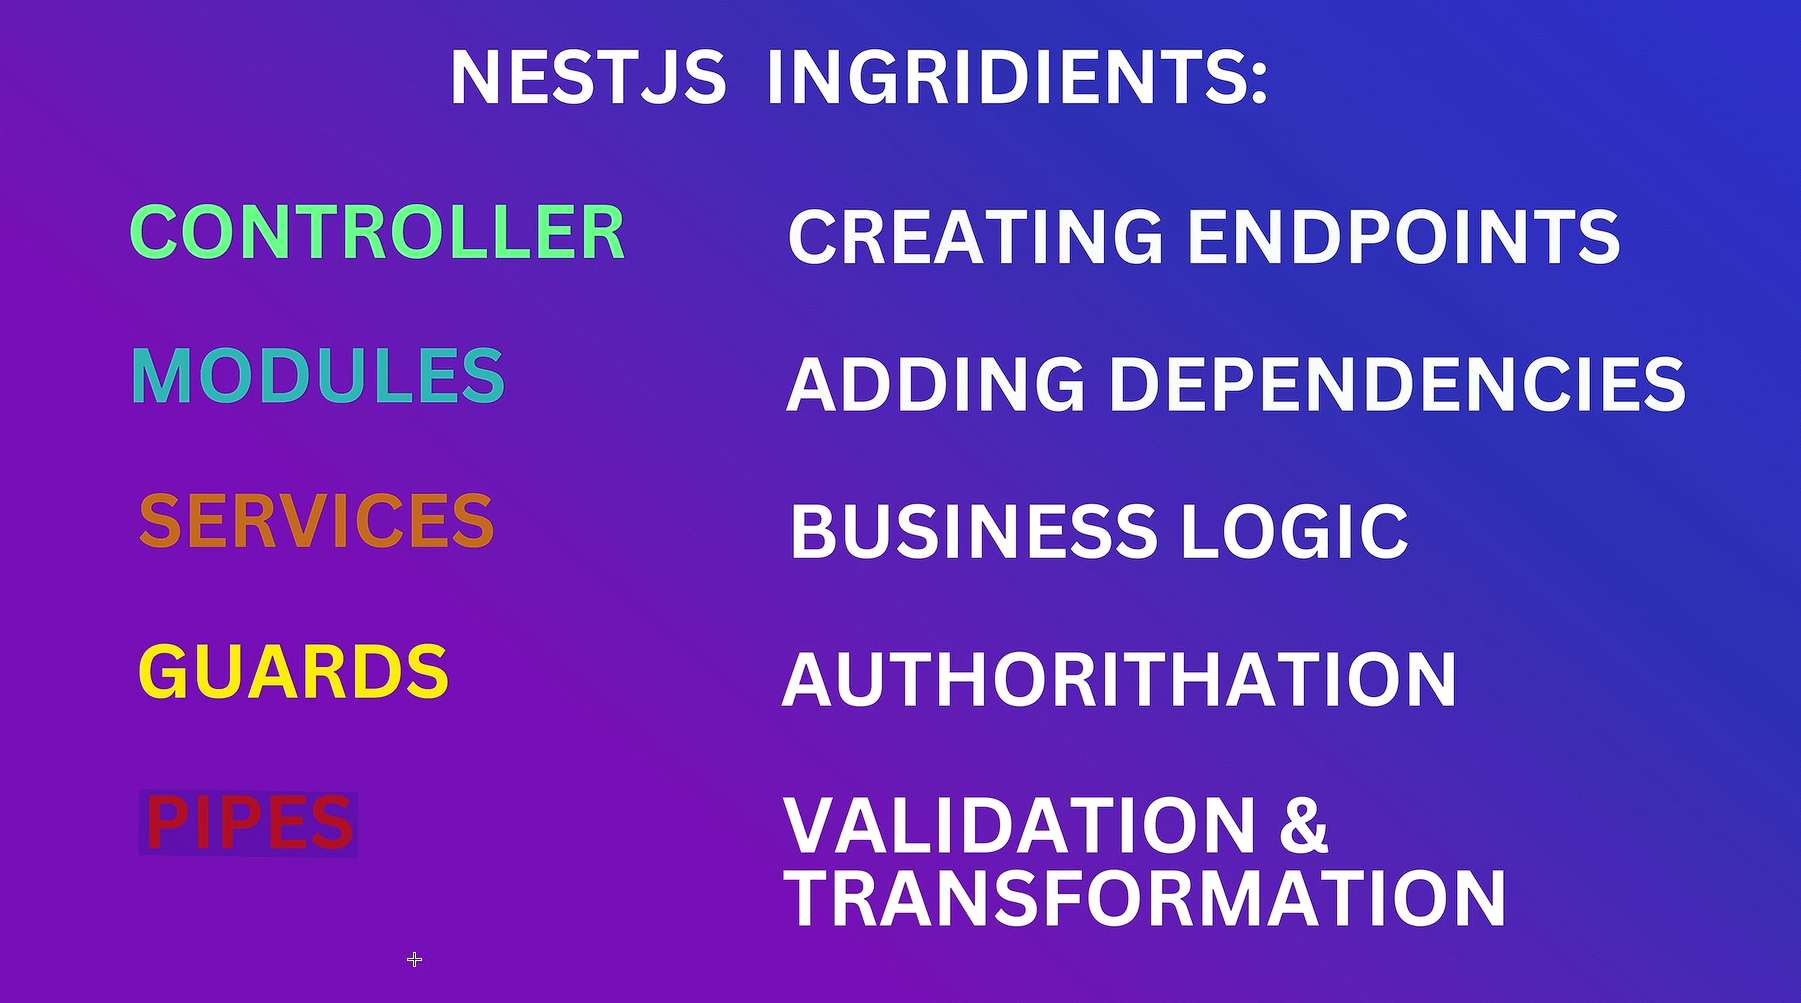 NESTJS INGRIDIENTS:
CONTROLLER CREATING ENDPOINTS
MODULES ADDING DEPENDENCIES
SERVICES BUSINESS LOGIC
GUARDS AUTHORITHATION
PIPES VALIDATION &
TRANSFORMATION